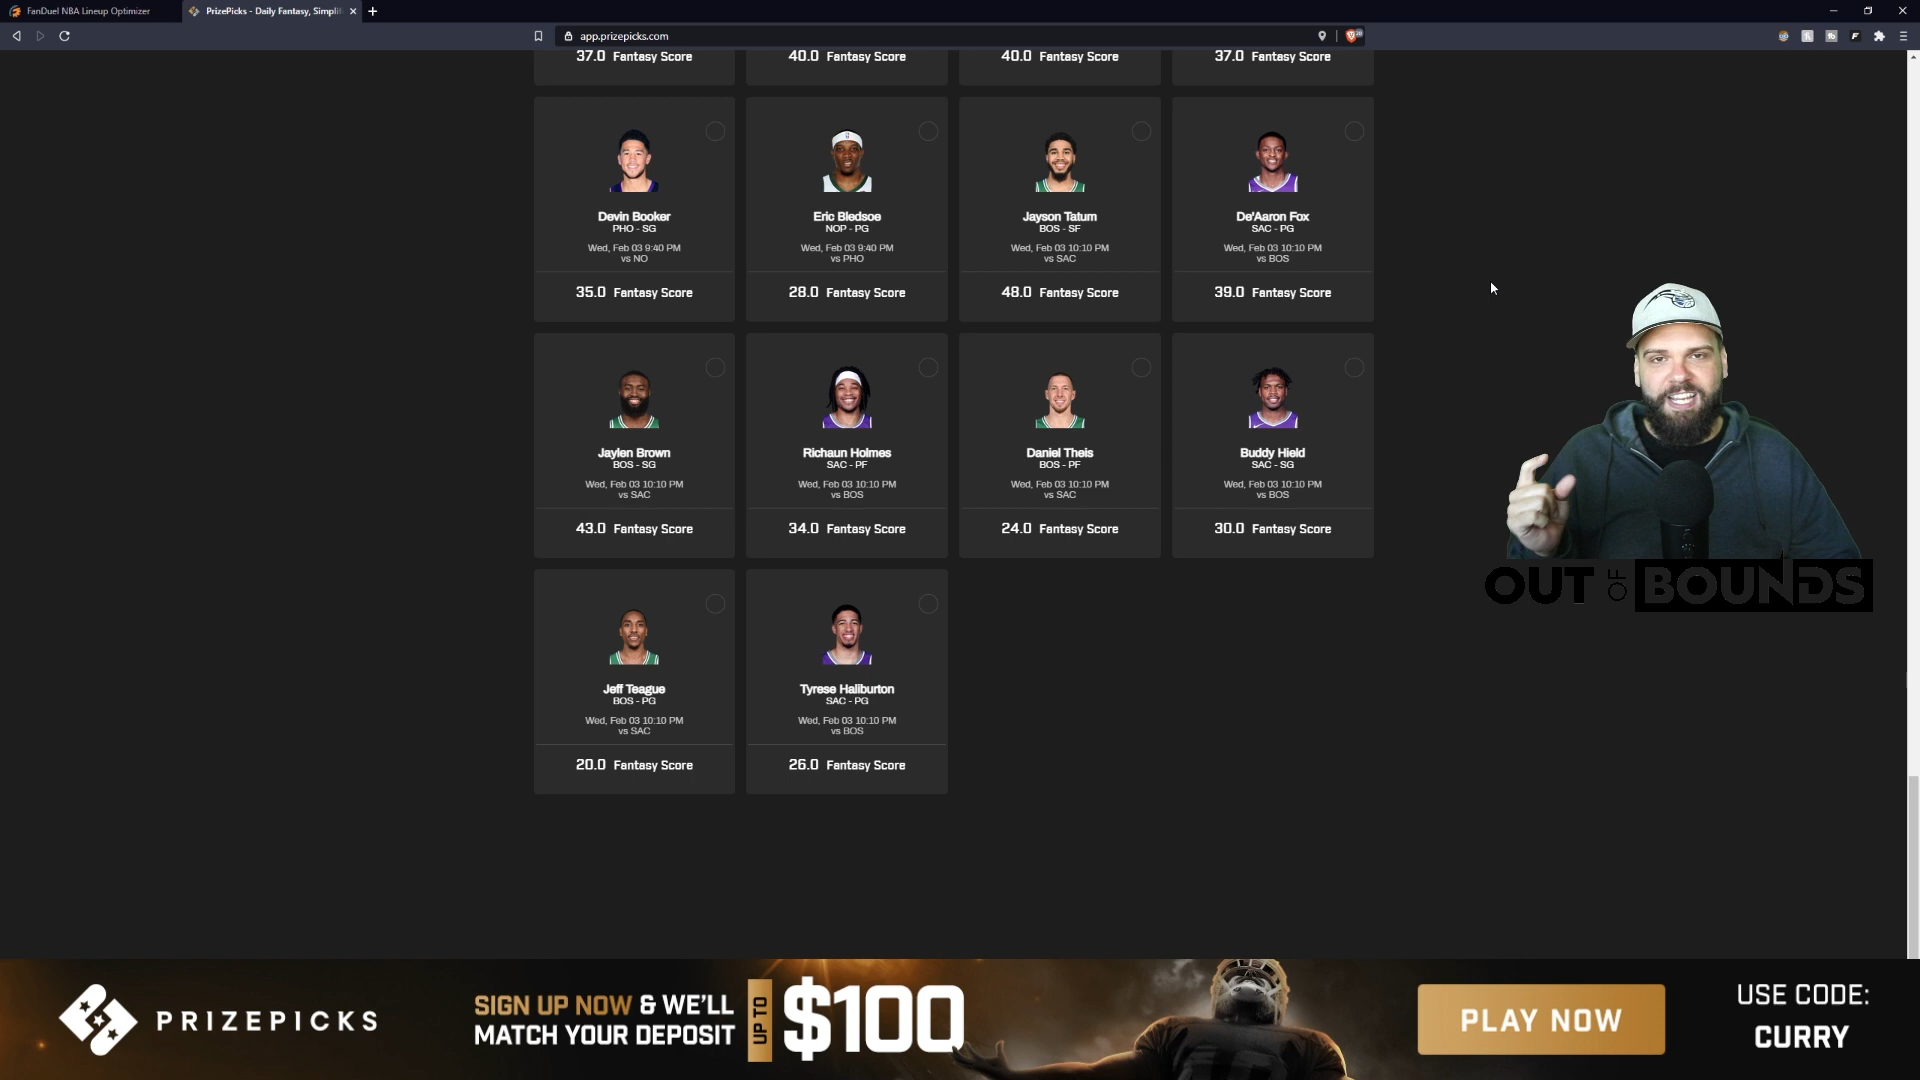 FanDuel NBA Lineup Optimizer
PrizePicks - Daily Fantasy, Simplifi
app.prizepicks.com
37.0 Fantasy Score
40.0 Fantasy Score
40.0 Fantasy Score
37.0 Fantasy Score
Devin Booker
PHO - SG
Wed, Feb 03 9:40 PM
vs NO
35.0 Fantasy Score
Eric Bledsoe
NOP - PG
Wed, Feb 03 9:40 PM
vs PHO
28.0 Fantasy Score
Jayson Tatum
BOS - SF
Wed, Feb 03 10:10 PM
vs SAC
48.0 Fantasy Score
De'Aaron Fox
SAC - PG
Wed, Feb 03 10:10 PM
vs BOS
39.0 Fantasy Score
Jaylen Brown
BOS - SG
Wed, Feb 03 10:10 PM
vs SAC
43.0 Fantasy Score
Richaun Holmes
SAC - PF
Wed, Feb 03 10:10 PM
vs BOS
34.0 Fantasy Score
Daniel Theis
BOS - PF
Wed, Feb 03 10:10 PM
vs SAC
24.0 Fantasy Score
Buddy Hield
SAC - SG
Wed, Feb 03 10:10 PM
vs BOS
30.0 Fantasy Score
Jeff Teague
BOS - PG
Wed, Feb 03 10:10 PM
vs SAC
20.0 Fantasy Score
Tyrese Haliburton
SAC - PG
Wed, Feb 03 10:10 PM
vs BOS
26.0 Fantasy Score
OUT OF BOUNDS
PRIZEPICKS
SIGN UP NOW & WE'LL
MATCH YOUR DEPOSIT
UP TO
$100
PLAY NOW
USE CODE:
CURRY